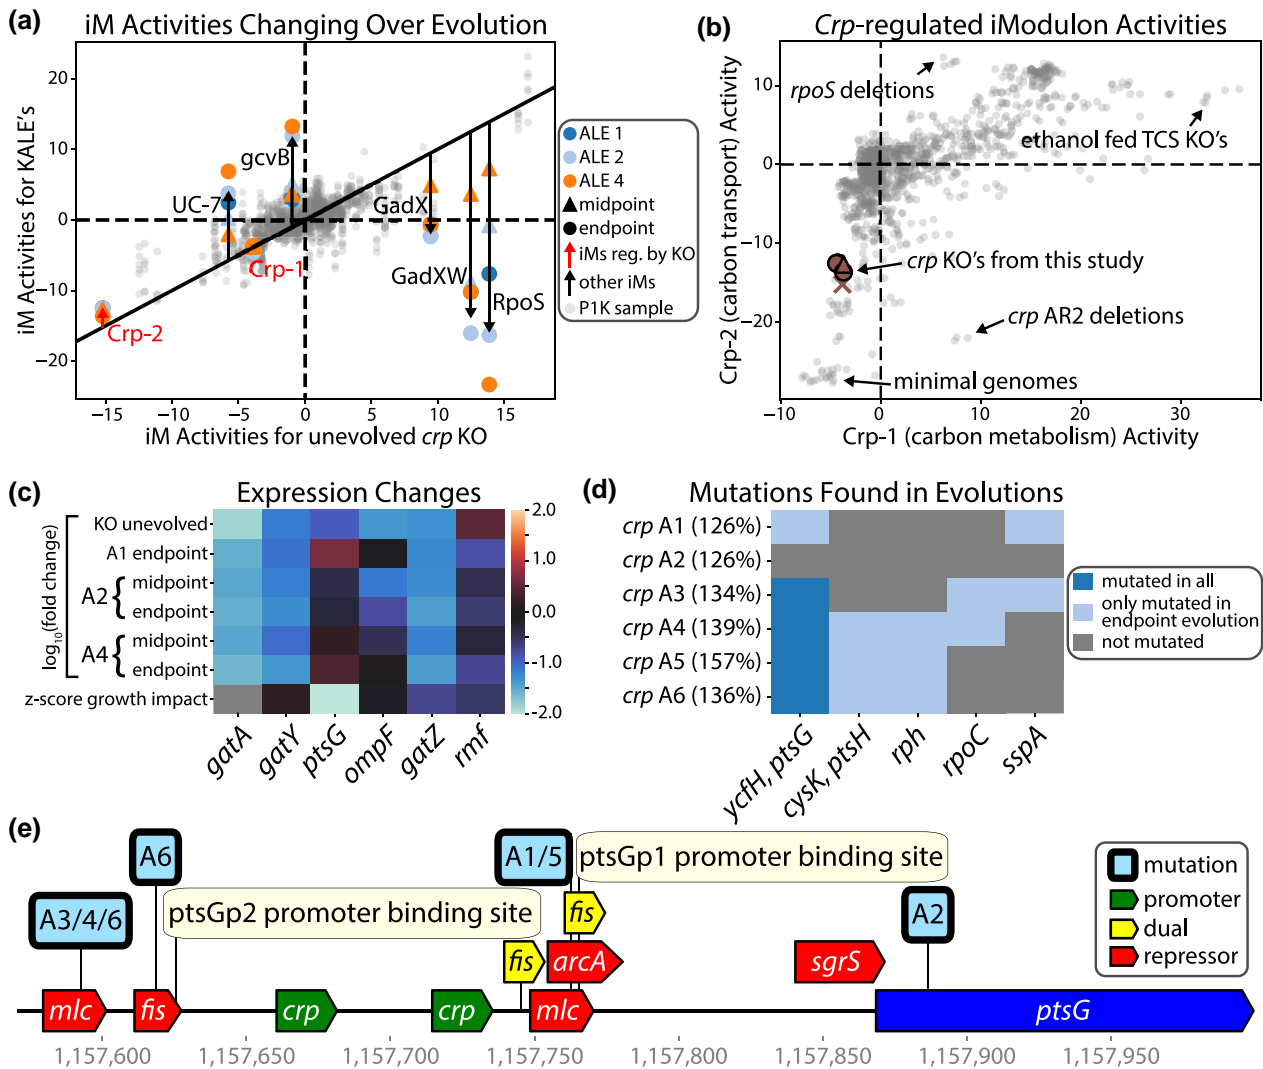 (a)
iM Activities Changing Over Evolution
iM Activities for KALE's
20
10
0
−10
−20
gcvB
UC-7
Crp-1
Crp-2
GadX
GadXW
RpoS
−15
−10
−5
0
5
10
15
iM Activities for unevolved crp KO
ALE 1
ALE 2
ALE 4
midpoint
endpoint
iMs reg. by KO
other iMs
P1K sample
(b)
Crp-regulated iModulon Activities
Crp-2 (carbon transport) Activity
10
0
−10
−20
−30
rpoS deletions
ethanol fed TCS KO's
crp KO's from this study
crp AR2 deletions
minimal genomes
−10
0
10
20
30
Crp-1 (carbon metabolism) Activity
(c)
Expression Changes
log10(fold change)
KO unevolved
A1 endpoint
A2
midpoint
endpoint
A4
midpoint
endpoint
z-score growth impact
gatA
gatY
ptsG
ompF
gatZ
rmf
2.0
1.0
0.0
-1.0
-2.0
(d)
Mutations Found in Evolutions
crp A1 (126%)
crp A2 (126%)
crp A3 (134%)
crp A4 (139%)
crp A5 (157%)
crp A6 (136%)
ycfH, ptsG
cysK, ptsH
rph
rpoC
sspA
mutated in all
only mutated in
endpoint evolution
not mutated
(e)
A3/4/6
A6
ptsGp2 promoter binding site
A1/5
ptsGp1 promoter binding site
A2
fis
fis
arcA
sgrS
mlc
fis
crp
crp
mlc
ptsG
1,157,600
1,157,650
1,157,700
1,157,750
1,157,800
1,157,850
1,157,900
1,157,950
mutation
promoter
dual
repressor